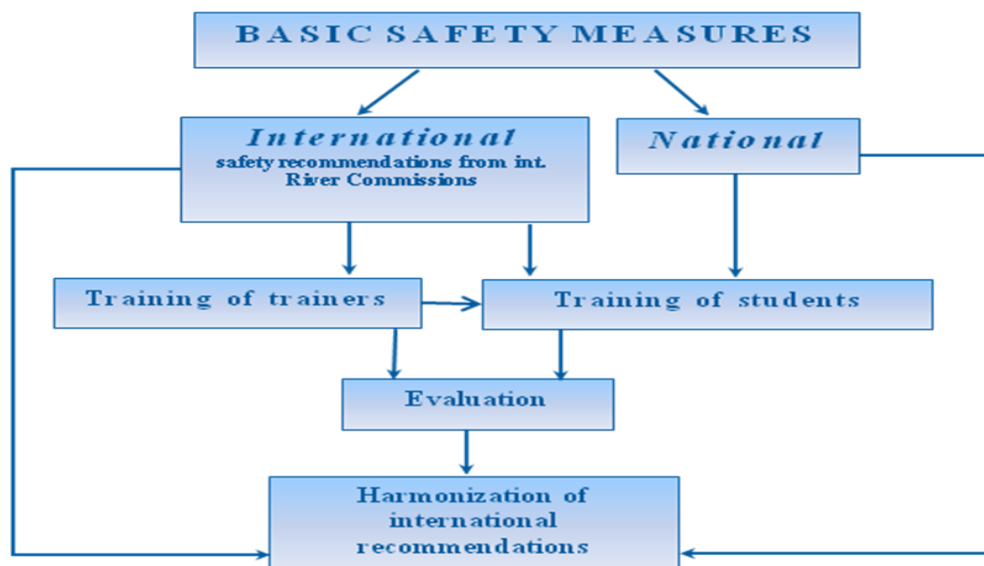 BASIC SAFETY MEASURES
International
safety recommendations from int.
River Commissions
National
Training of trainers
Training of students
Evaluation
Harmonization of
international
recommendations